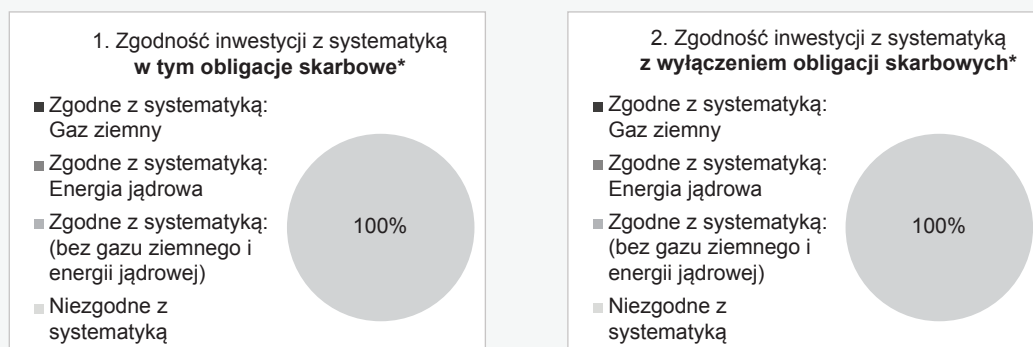 1. Zgodność inwestycji z systematyką
w tym obligacje skarbowe*
Zgodne z systematyką:
Gaz ziemny
Zgodne z systematyką:
Energia jądrowa
Zgodne z systematyką:
(bez gazu ziemnego i
energii jądrowej)
Niezgodne z
systematyką
100%
2. Zgodność inwestycji z systematyką
z wyłączeniem obligacji skarbowych*
Zgodne z systematyką:
Gaz ziemny
Zgodne z systematyką:
Energia jądrowa
Zgodne z systematyką:
(bez gazu ziemnego i
energii jądrowej)
Niezgodne z
systematyką
100%